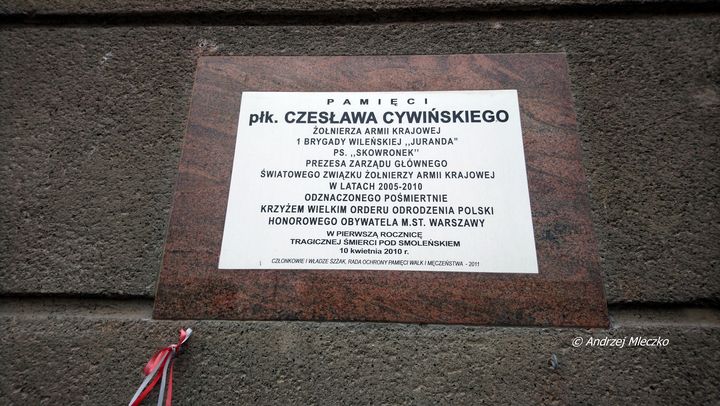 PAMIĘCI
płk. CZESŁAWA CYWIŃSKIEGO
ŻOŁNIERZA ARMII KRAJOWEJ
1 BRYGADY WILEŃSKIEJ ,,JURANDA"
PS. ,,SKOWRONEK''
PREZESA ZARZĄDU GŁÓWNEGO
ŚWIATOWEGO ZWIĄZKU ŻOŁNIERZY ARMII KRAJOWEJ
W LATACH 2005-2010
ODZNACZONEGO POŚMIERTNIE
KRZYŻEM WIELKIM ORDERU ODRODZENIA POLSKI
HONOROWEGO OBYWATELA M.ST. WARSZAWY
W PIERWSZĄ ROCZNICĘ
TRAGICZNEJ ŚMIERCI POD SMOLEŃSKIEM
10 kwietnia 2010 r.
CZŁONKOWIE I WŁADZE ŚZŻAK, RADA OCHRONY PAMIĘCI WALK I MĘCZEŃSTWA - 2011
© Andrzej Mleczko